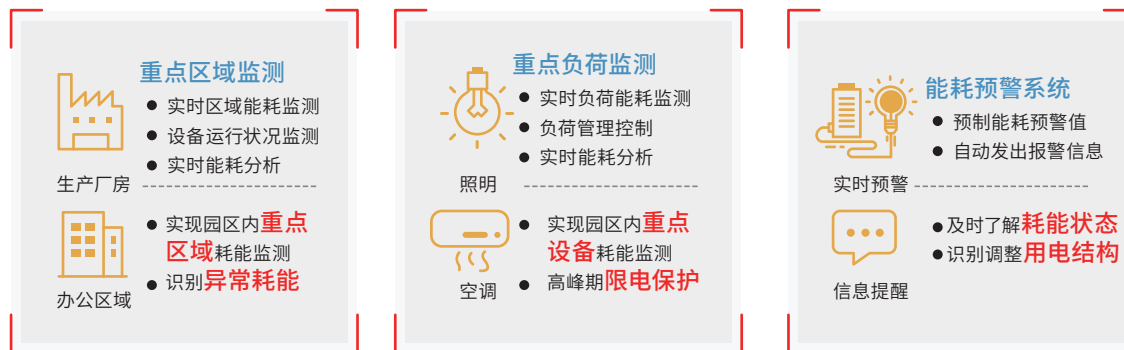 重点区域监测
实时区域能耗监测
设备运行状况监测
实时能耗分析
生产厂房
实现园区内重点
区域耗能监测
识别异常耗能
办公区域
重点负荷监测
实时负荷能耗监测
负荷管理控制
实时能耗分析
照明
实现园区内重点
设备耗能监测
高峰期限电保护
空调
能耗预警系统
预制能耗预警值
自动发出报警信息
实时预警
及时了解耗能状态
识别调整用电结构
信息提醒